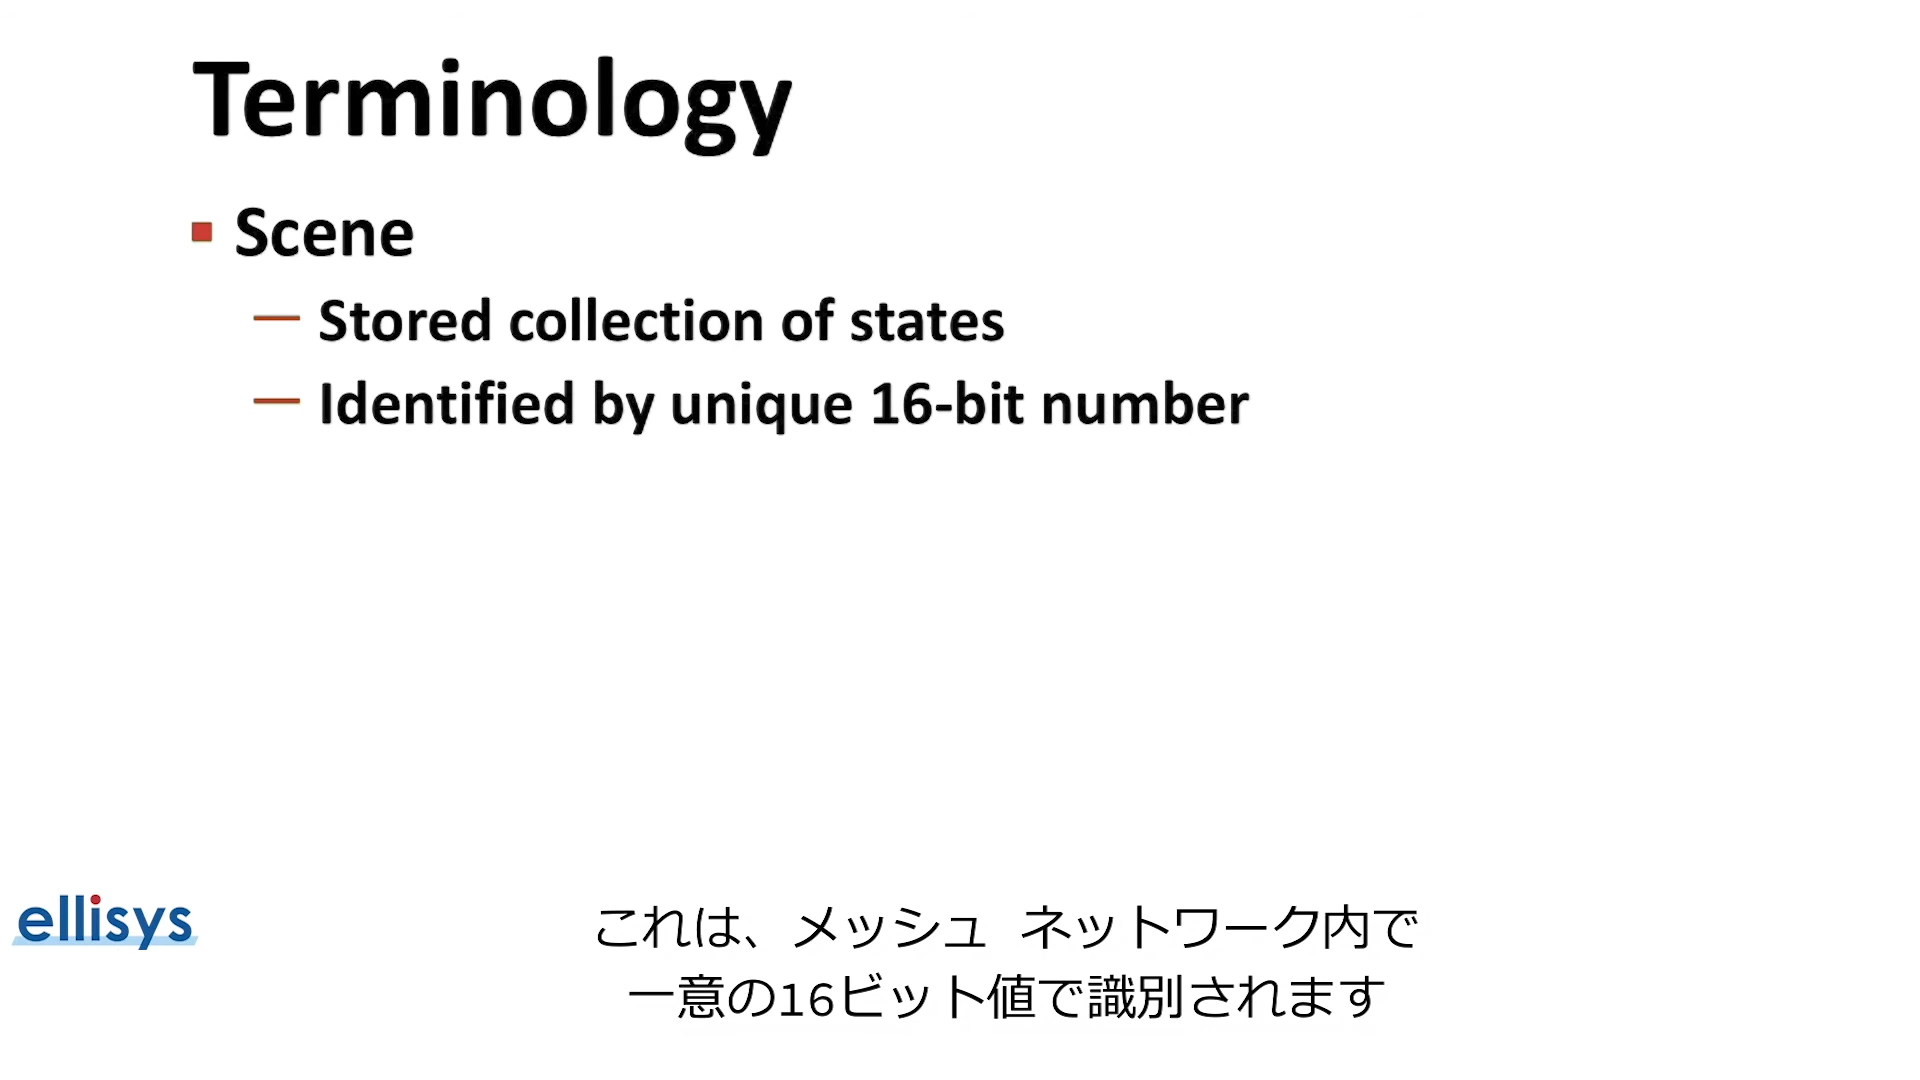 Terminology
Scene
Stored collection of states
Identified by unique 16-bit number
ellisys
これは、メッシュ ネットワーク内で
一意の16ビット値で識別されます